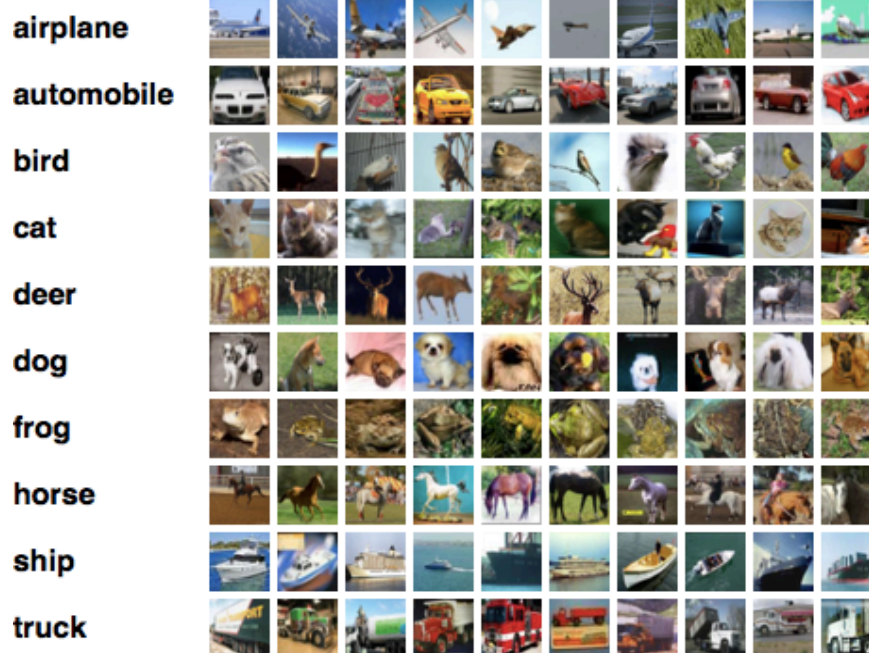 airplane
automobile
bird
cat
deer
dog
frog
horse
ship
truck